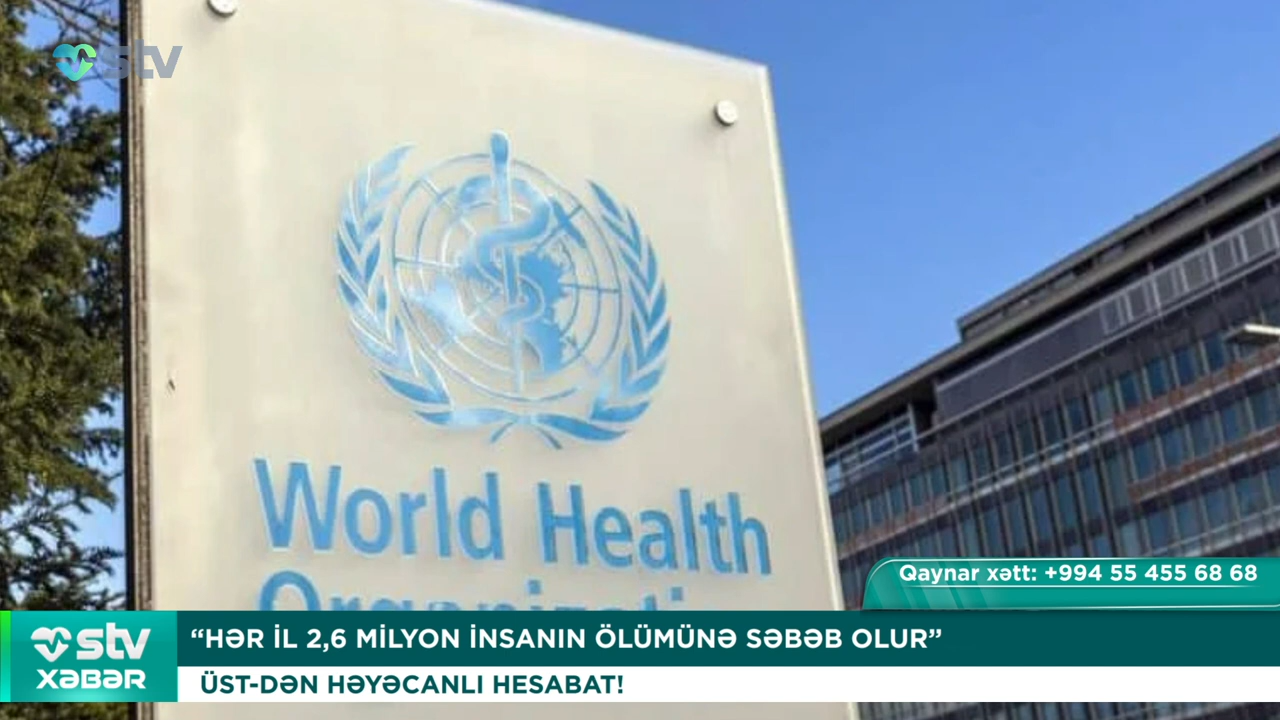 stv
World Health
Organizati
Qaynar xətt: +994 55 455 68 68
stv
XƏBƏR
“HƏR İL 2,6 MİLYON İNSANIN ÖLÜMÜNƏ SƏBƏB OLUR”
ÜST-DƏN HƏYƏCANLI HESABAT!